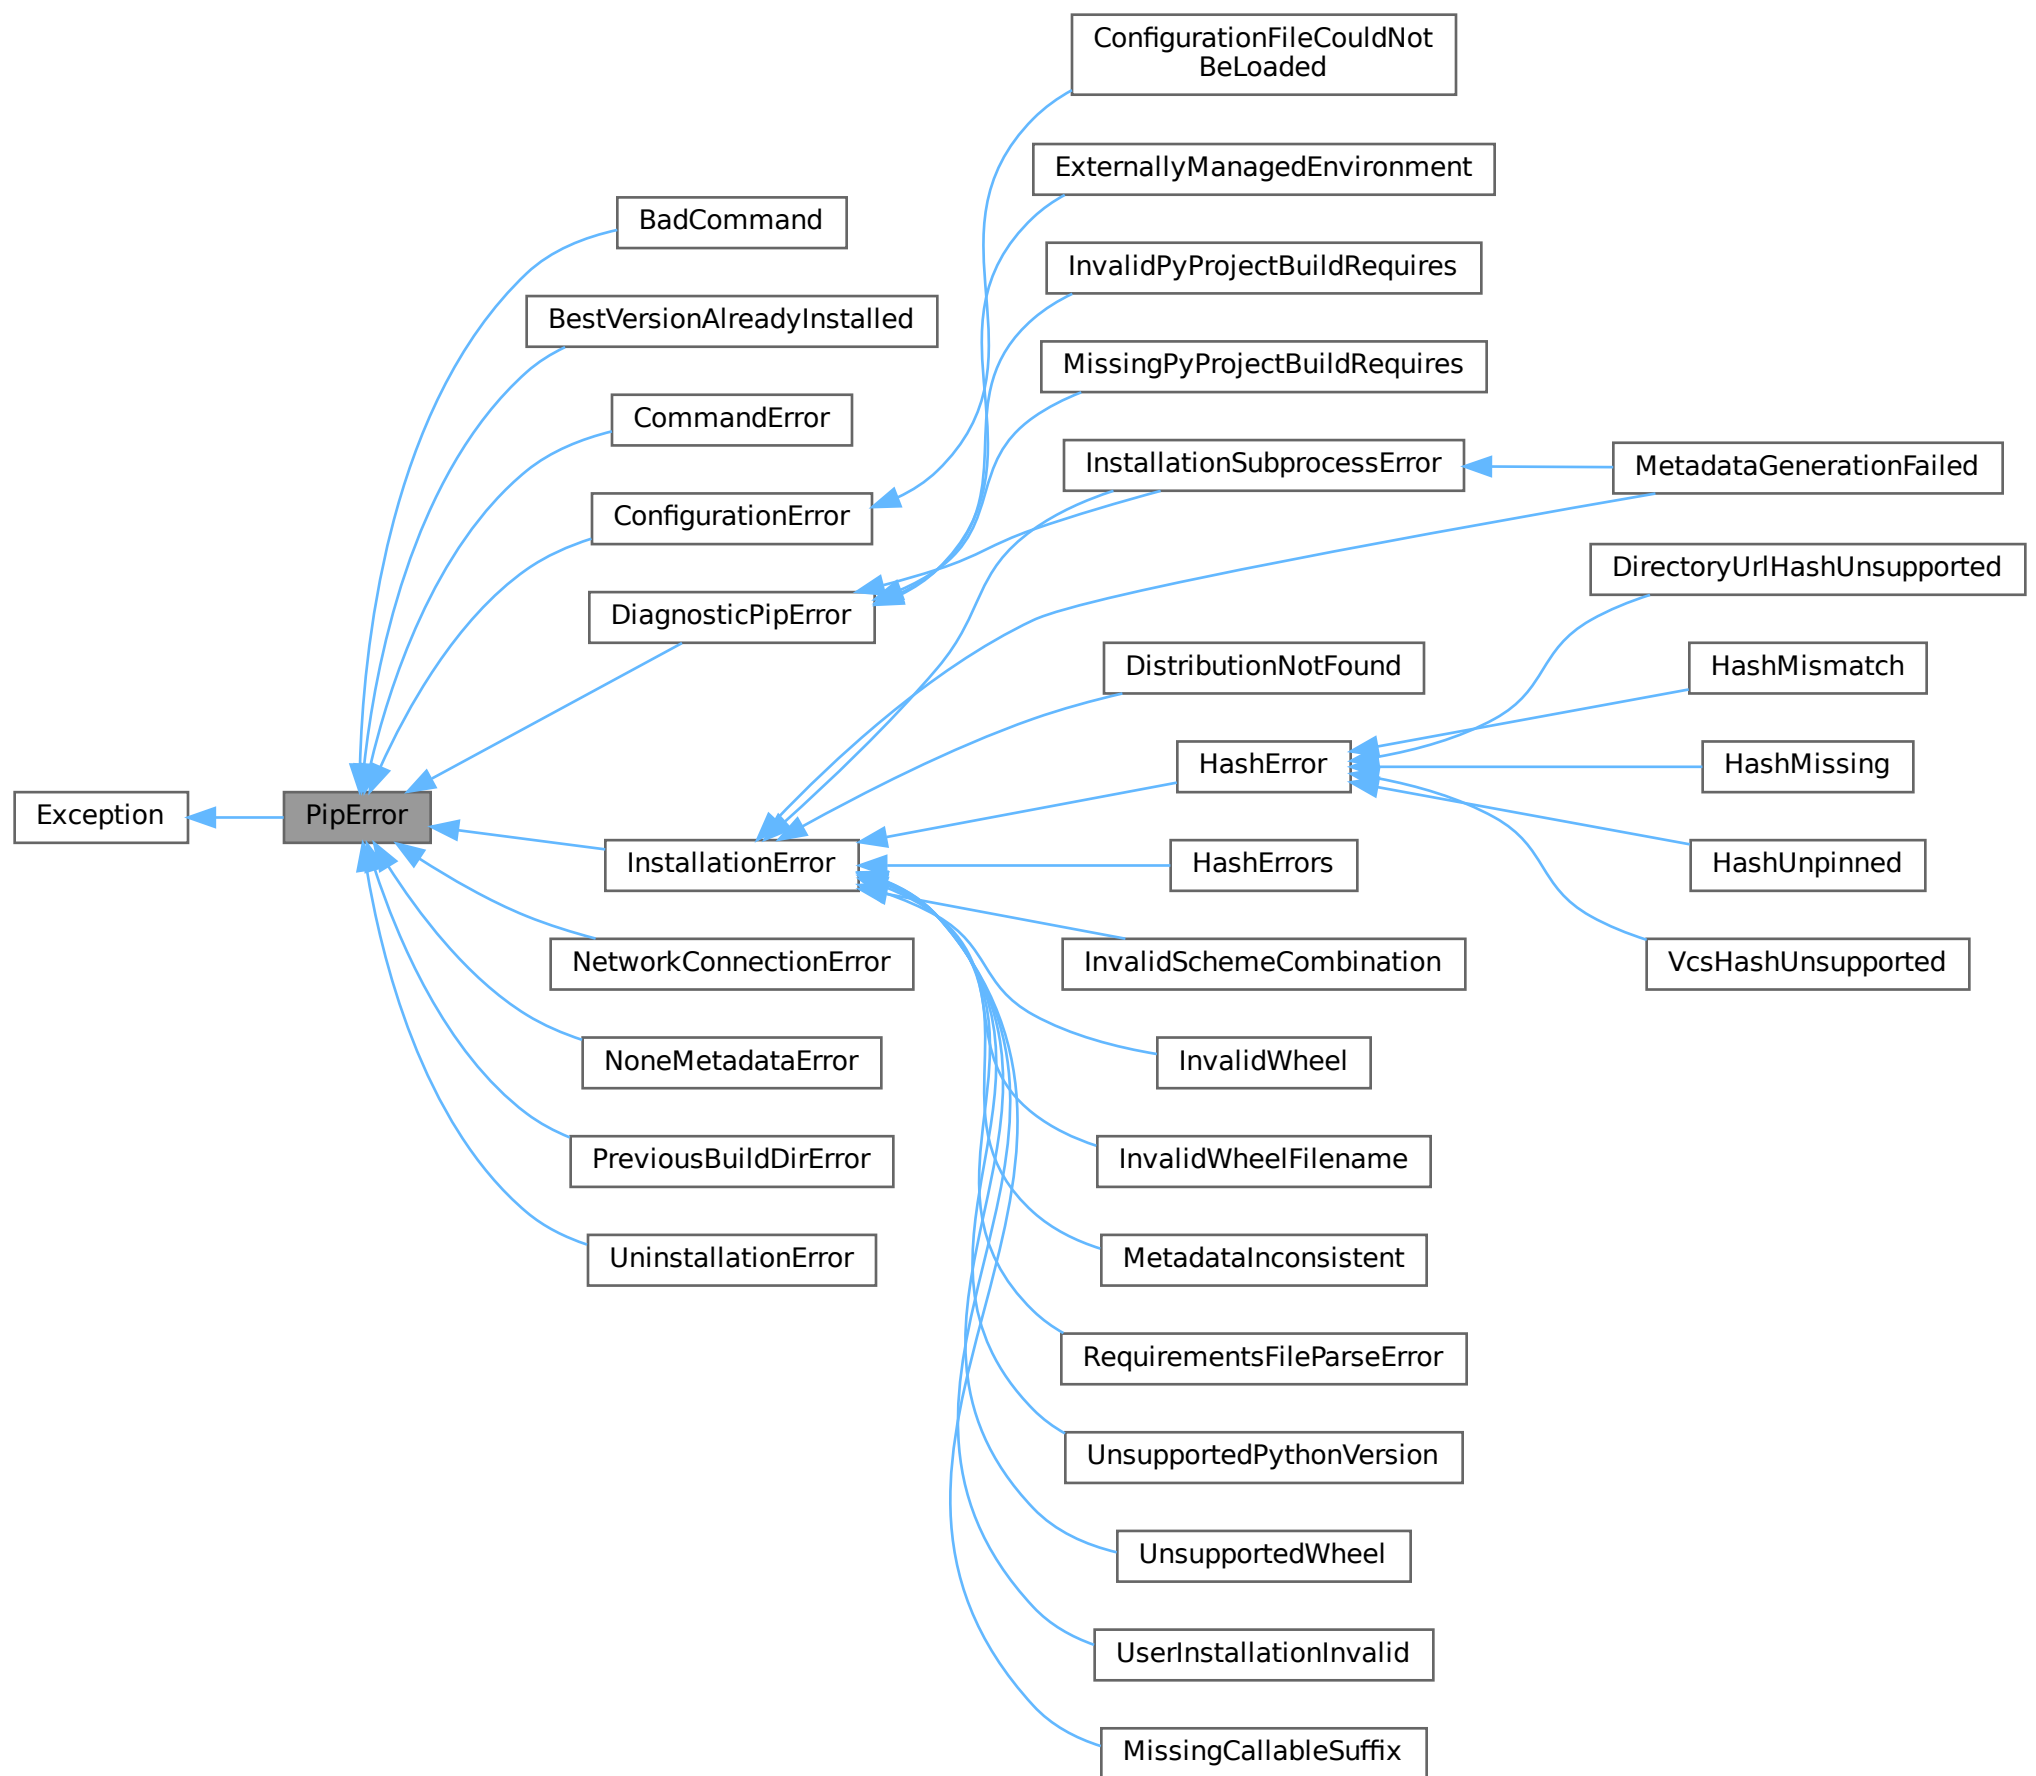 Exception
PipError
BadCommand
BestVersionAlreadyInstalled
CommandError
ConfigurationError
DiagnosticPipError
InstallationError
NetworkConnectionError
NoneMetadataError
PreviousBuildDirError
UninstallationError
ConfigurationFileCouldNot
BeLoaded
ExternallyManagedEnvironment
InvalidPyProjectBuildRequires
MissingPyProjectBuildRequires
InstallationSubprocessError
DistributionNotFound
HashError
HashErrors
InvalidSchemeCombination
InvalidWheel
InvalidWheelFilename
MetadataInconsistent
RequirementsFileParseError
UnsupportedPythonVersion
UnsupportedWheel
UserInstallationInvalid
MissingCallableSuffix
MetadataGenerationFailed
DirectoryUrlHashUnsupported
HashMismatch
HashMissing
HashUnpinned
VcsHashUnsupported